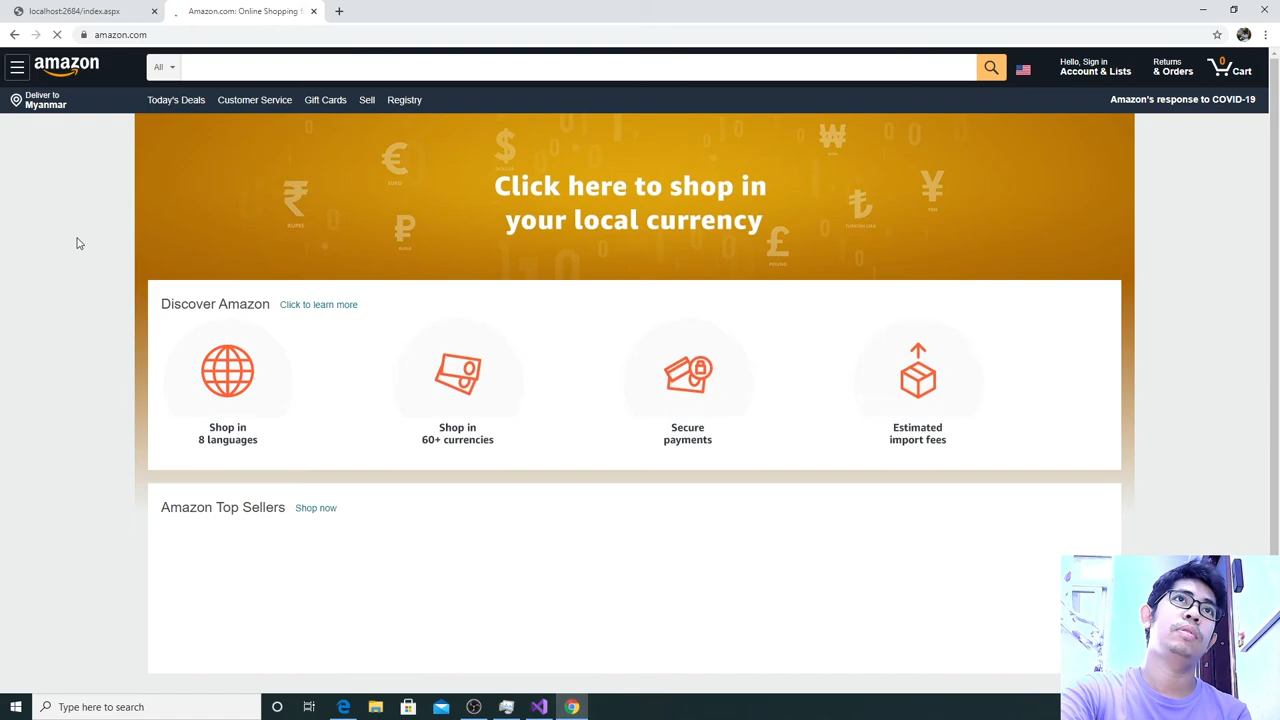 localhost:2684/index.aspx
Amazon.com: Online Shopping f
amazon.com
amazon
All
Hello, Sign in
Account & Lists
Returns
& Orders
0
Cart
Deliver to
Myanmar
Today's Deals
Customer Service
Gift Cards
Sell
Registry
Amazon's response to COVID-19
Click here to shop in
your local currency
Discover Amazon
Click to learn more
Shop in
8 languages
Shop in
60+ currencies
Secure
payments
Estimated
import fees
Amazon Top Sellers
Shop now
Type here to search